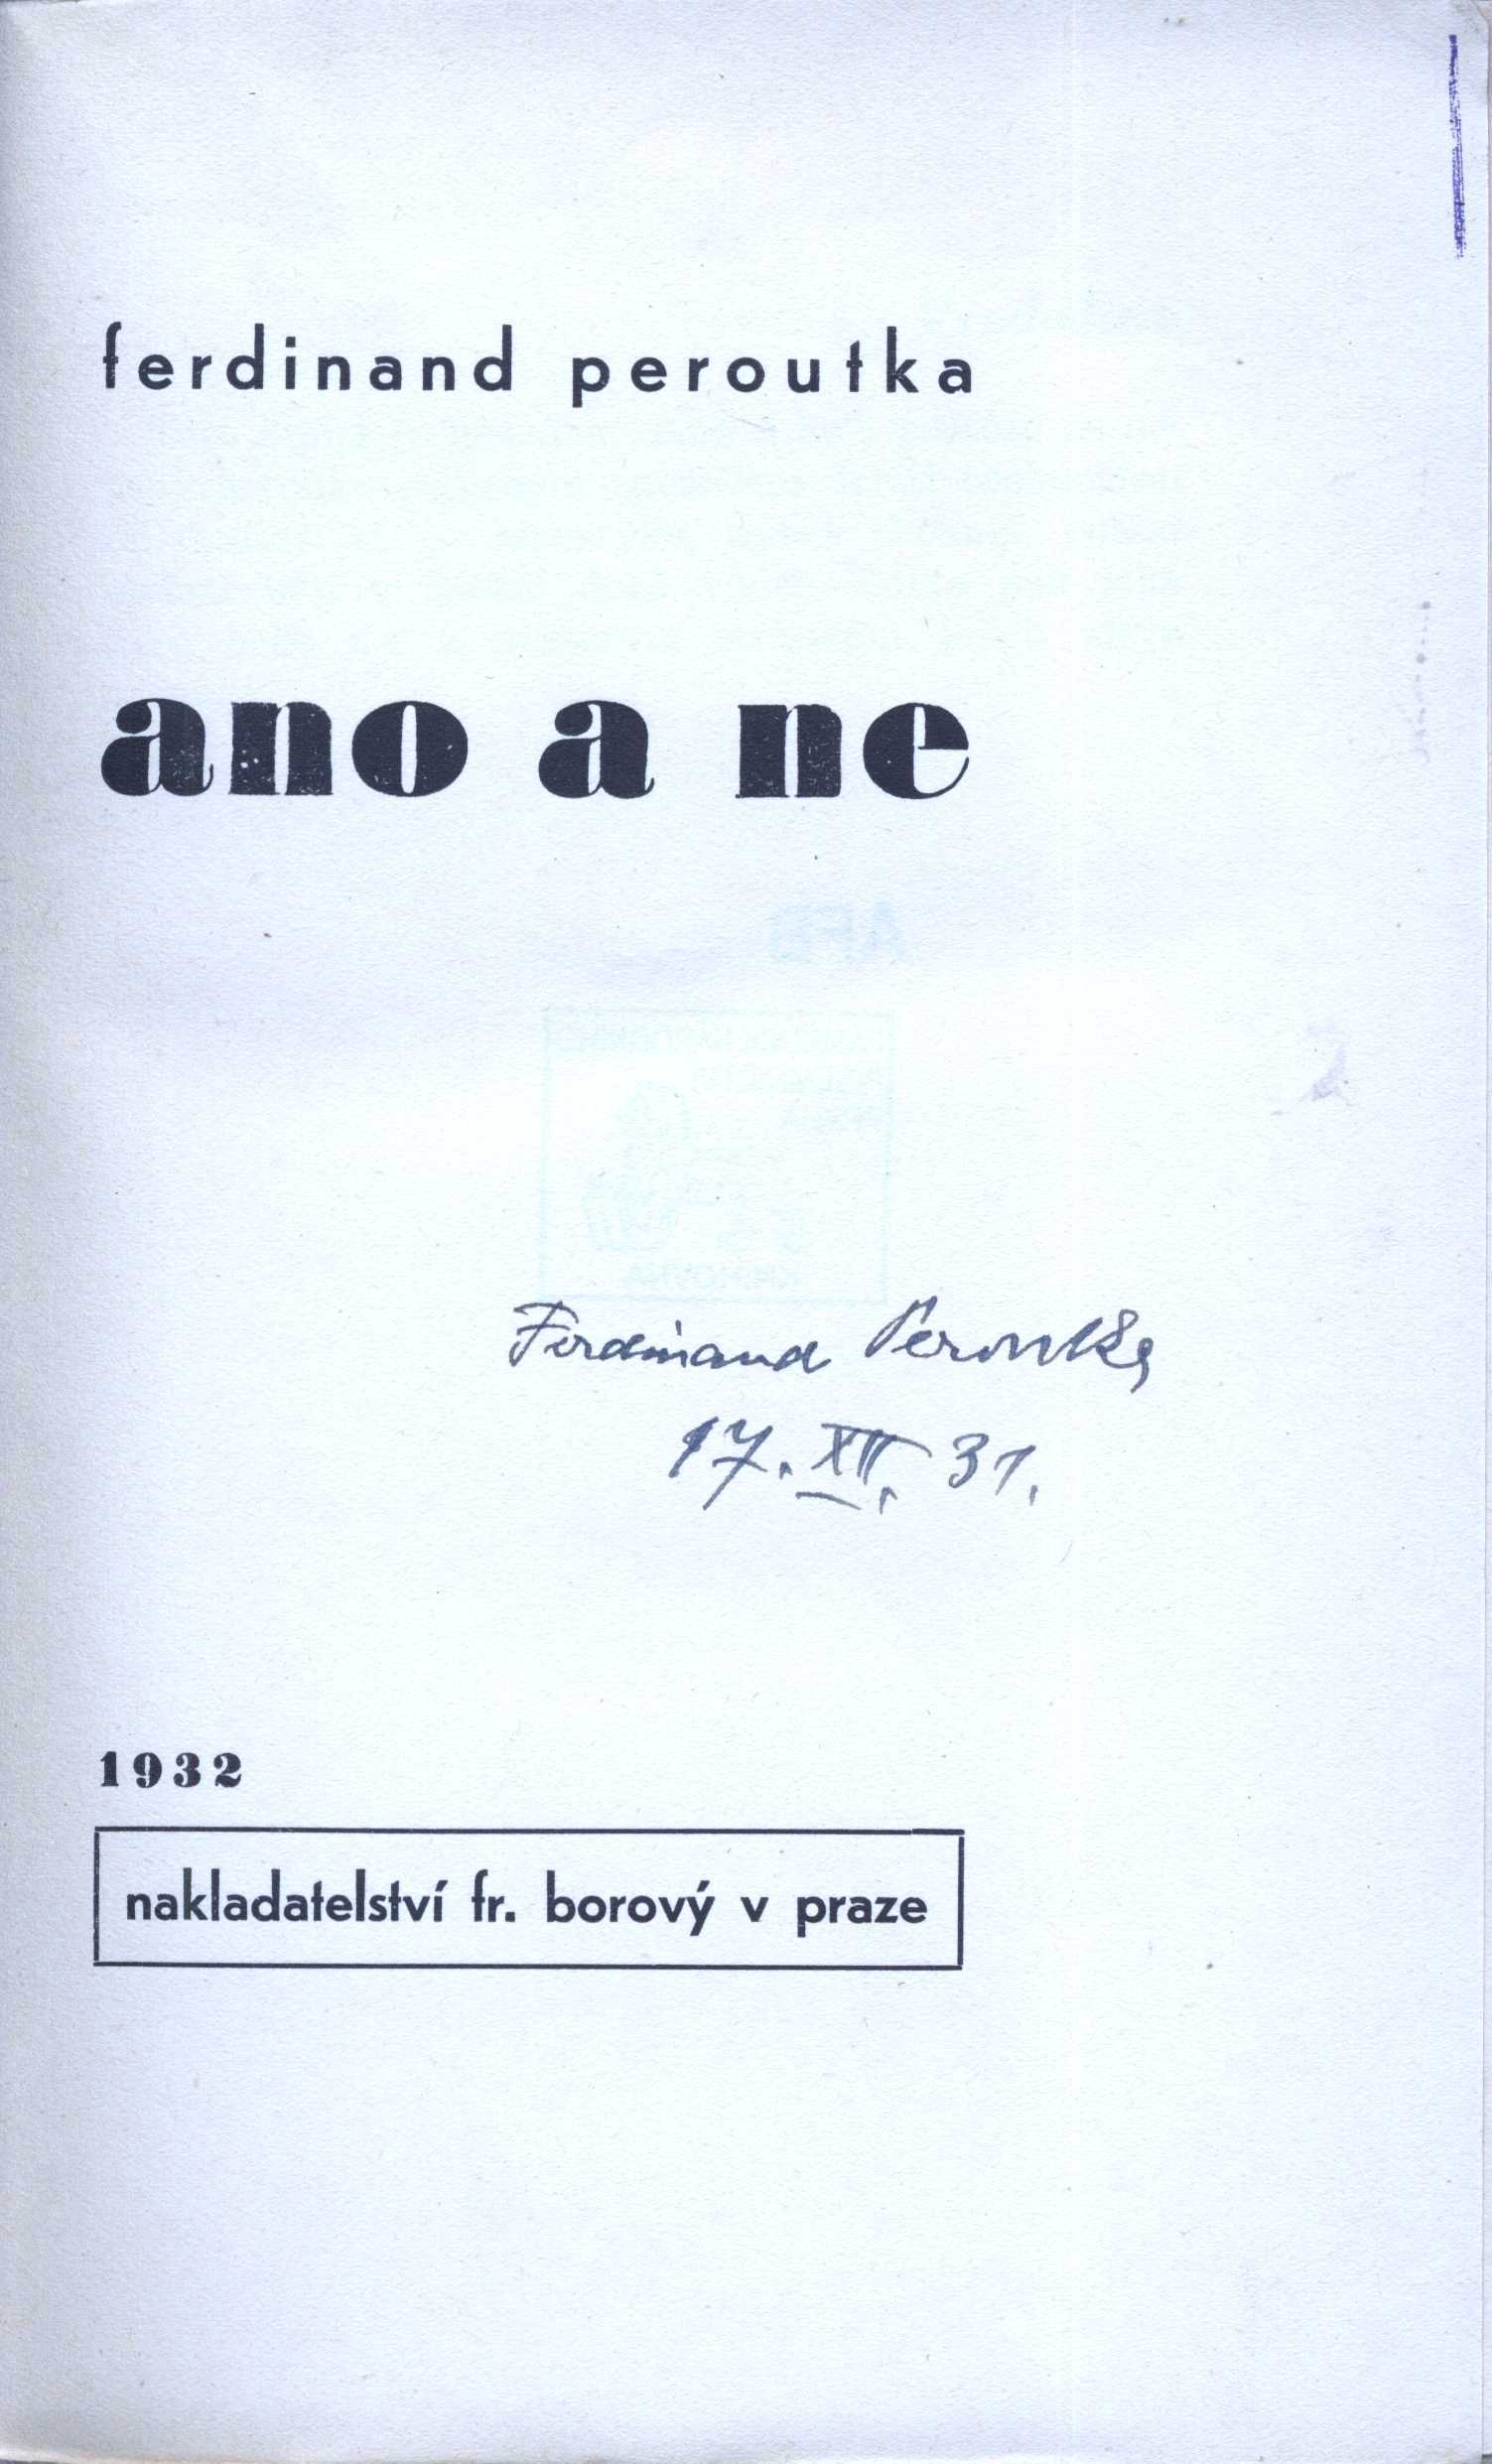 ferdinand peroutka
ano a ne
Ferdinand Peroutka
17. XII. 31.
1932
nakladatelství fr. borový v praze